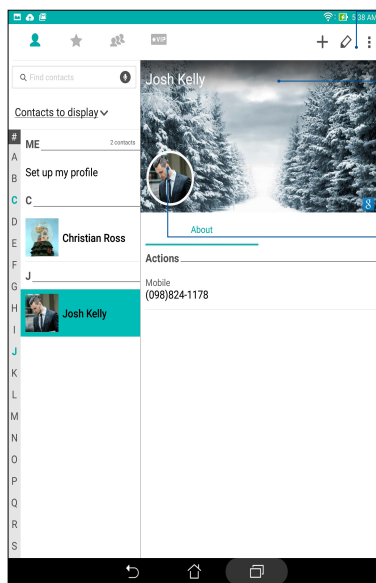 5:38 AM
VIP
Find contacts
Josh Kelly
Contacts to display
#
ME
2 contacts
A
Set up my profile
B
C
C
D
Christian Ross
E
F
J
G
H
Josh Kelly
I
J
K
L
M
N
O
P
Q
R
S
8
About
Actions
Mobile
(098)824-1178